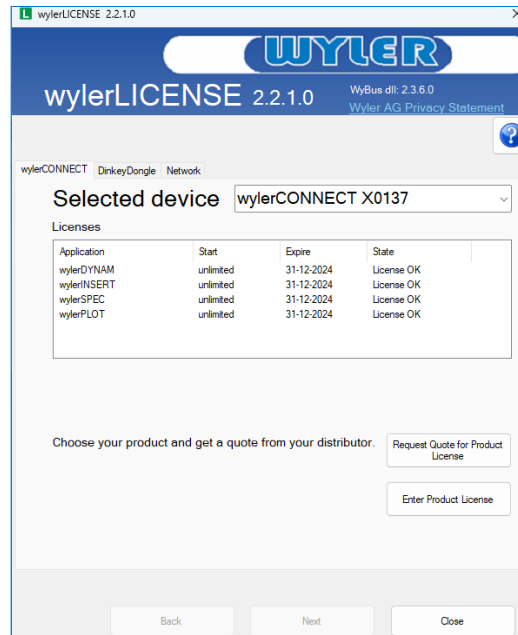 L wylerLICENSE 2.2.1.0
WYLER
wylerLICENSE 2.2.1.0
WyBus dll: 2.3.6.0
Wyler AG Privacy Statement
?
wylerCONNECT DinkeyDongle Network
Selected device wylerCONNECT X0137
Licenses
Application Start Expire State
wylerDYNAM unlimited 31-12-2024 License OK
wylerINSERT unlimited 31-12-2024 License OK
wylerSPEC unlimited 31-12-2024 License OK
wylerPLOT unlimited 31-12-2024 License OK
Choose your product and get a quote from your distributor.
Request Quote for Product
License
Enter Product License
Back Next Close